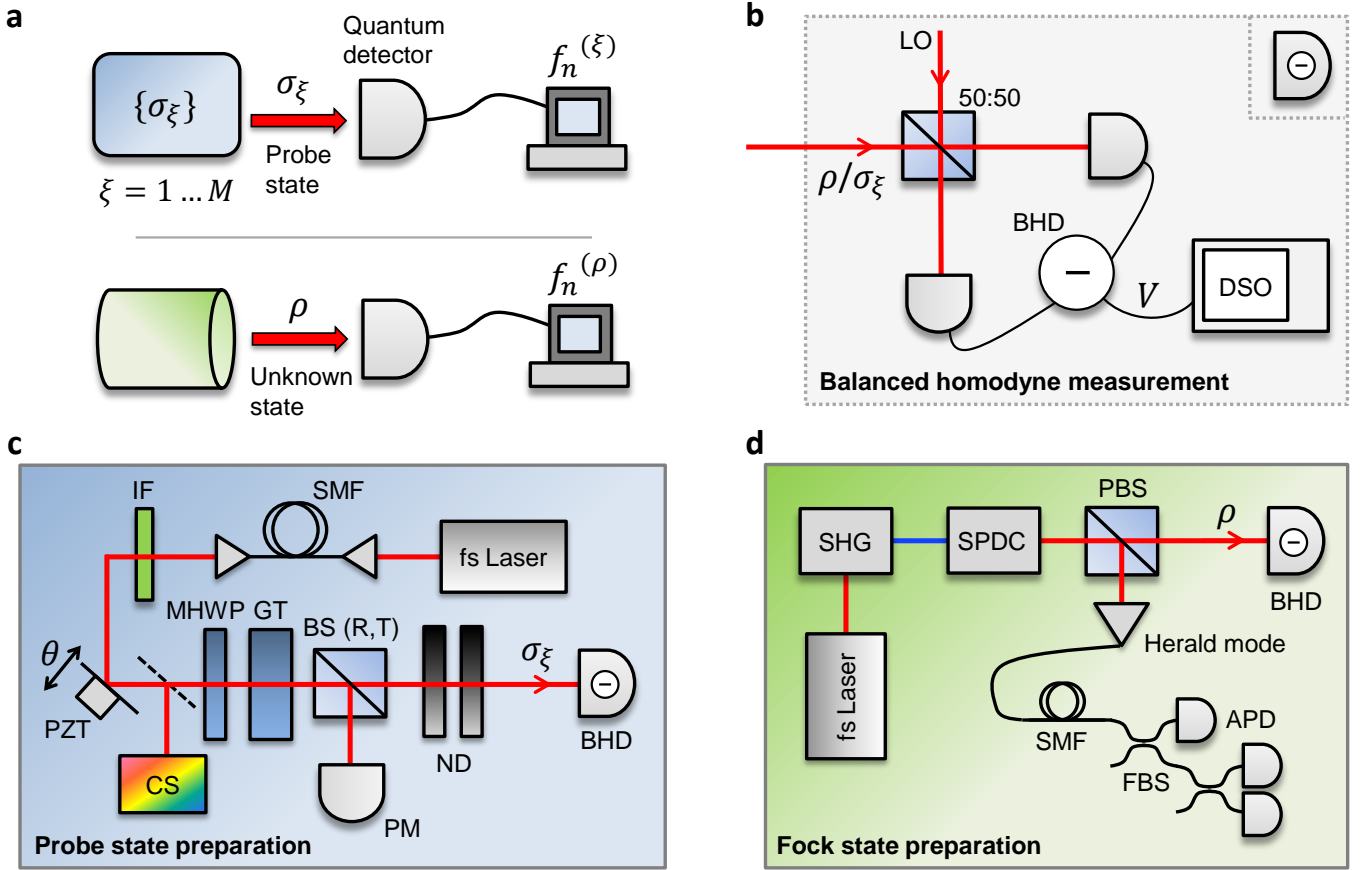 a
{σ_ξ}
ξ = 1 … M
σ_ξ
Probe
state
Quantum
detector
f_n^(ξ)
ρ
Unknown
state
f_n^(ρ)
b
LO
50:50
ρ/σ_ξ
BHD
−
V
DSO
−
Balanced homodyne measurement
c
IF
SMF
fs Laser
MHWP GT
BS (R,T)
θ
PZT
CS
PM
ND
σ_ξ
−
BHD
Probe state preparation
d
SHG
SPDC
PBS
ρ
−
BHD
fs Laser
Herald mode
SMF
FBS
APD
Fock state preparation